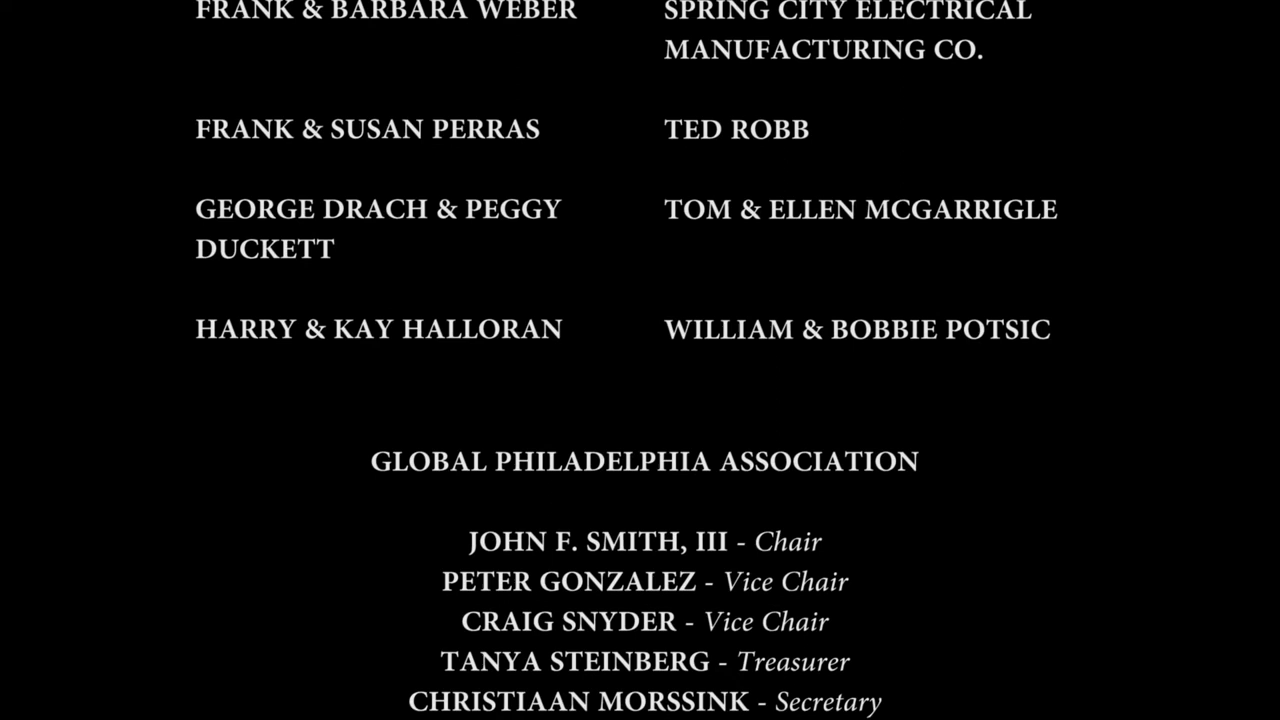 FRANK & BARBARA WEBER
SPRING CITY ELECTRICAL
MANUFACTURING CO.
FRANK & SUSAN PERRAS
TED ROBB
GEORGE DRACH & PEGGY
DUCKETT
TOM & ELLEN MCGARRIGLE
HARRY & KAY HALLORAN
WILLIAM & BOBBIE POTSIC
GLOBAL PHILADELPHIA ASSOCIATION
JOHN F. SMITH, III - Chair
PETER GONZALEZ - Vice Chair
CRAIG SNYDER - Vice Chair
TANYA STEINBERG - Treasurer
CHRISTIAAN MORSSINK - Secretary